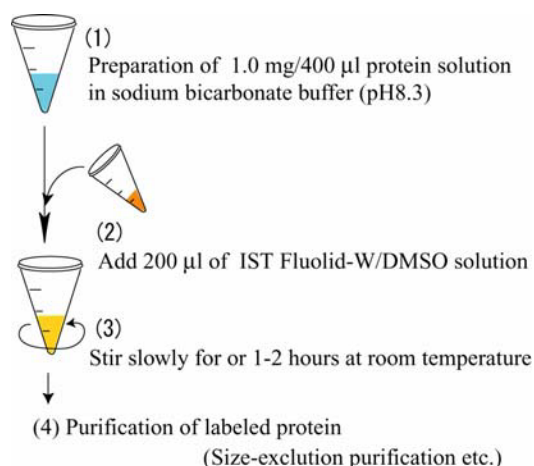 (1)
Preparation of 1.0 mg/400 μl protein solution
in sodium bicarbonate buffer (pH8.3)
(2)
Add 200 μl of IST Fluolid-W/DMSO solution
(3)
Stir slowly for or 1-2 hours at room temperature
(4) Purification of labeled protein
(Size-exclution purification etc.)